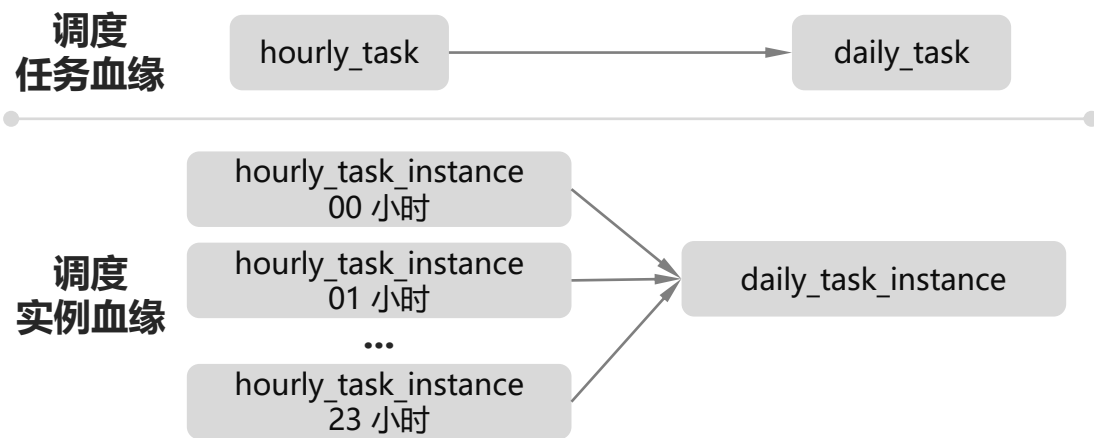 调度
任务血缘
hourly_task
daily_task
hourly_task_instance
00 小时
调度
实例血缘
hourly_task_instance
01 小时
daily_task_instance
...
hourly_task_instance
23 小时